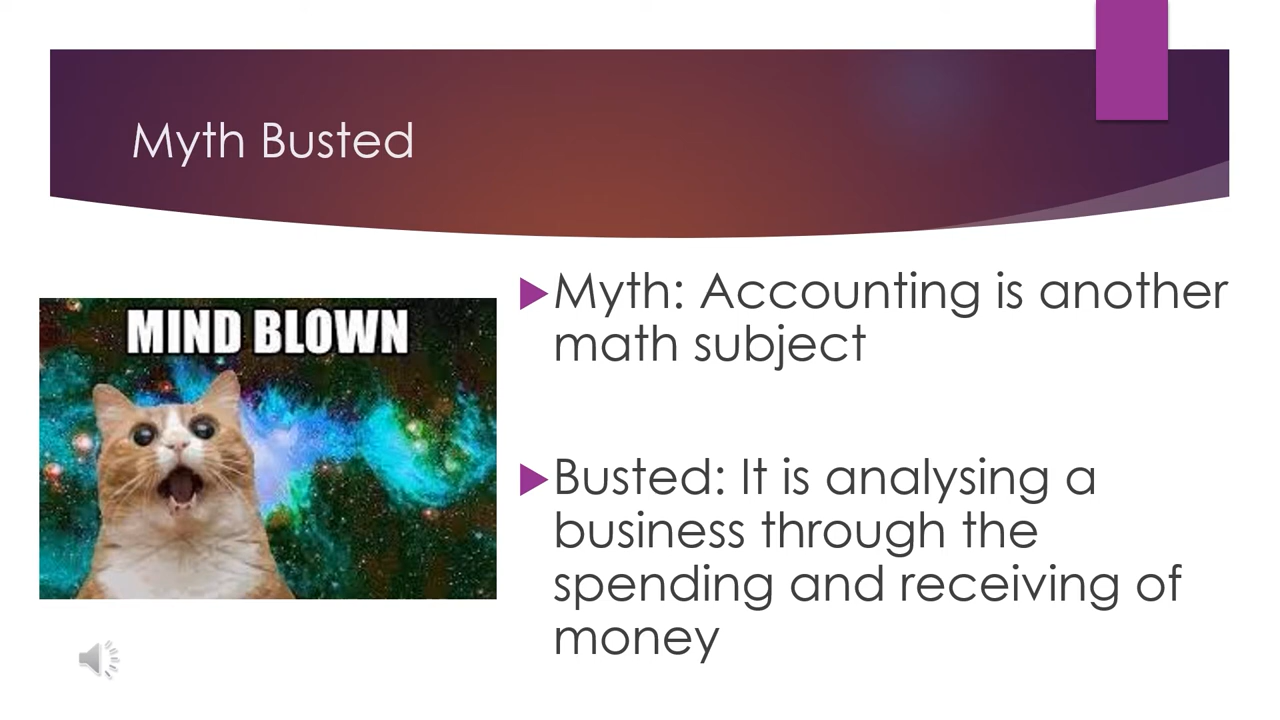 Myth Busted
MIND BLOWN
Myth: Accounting is another
math subject
Busted: It is analysing a
business through the
spending and receiving of
money